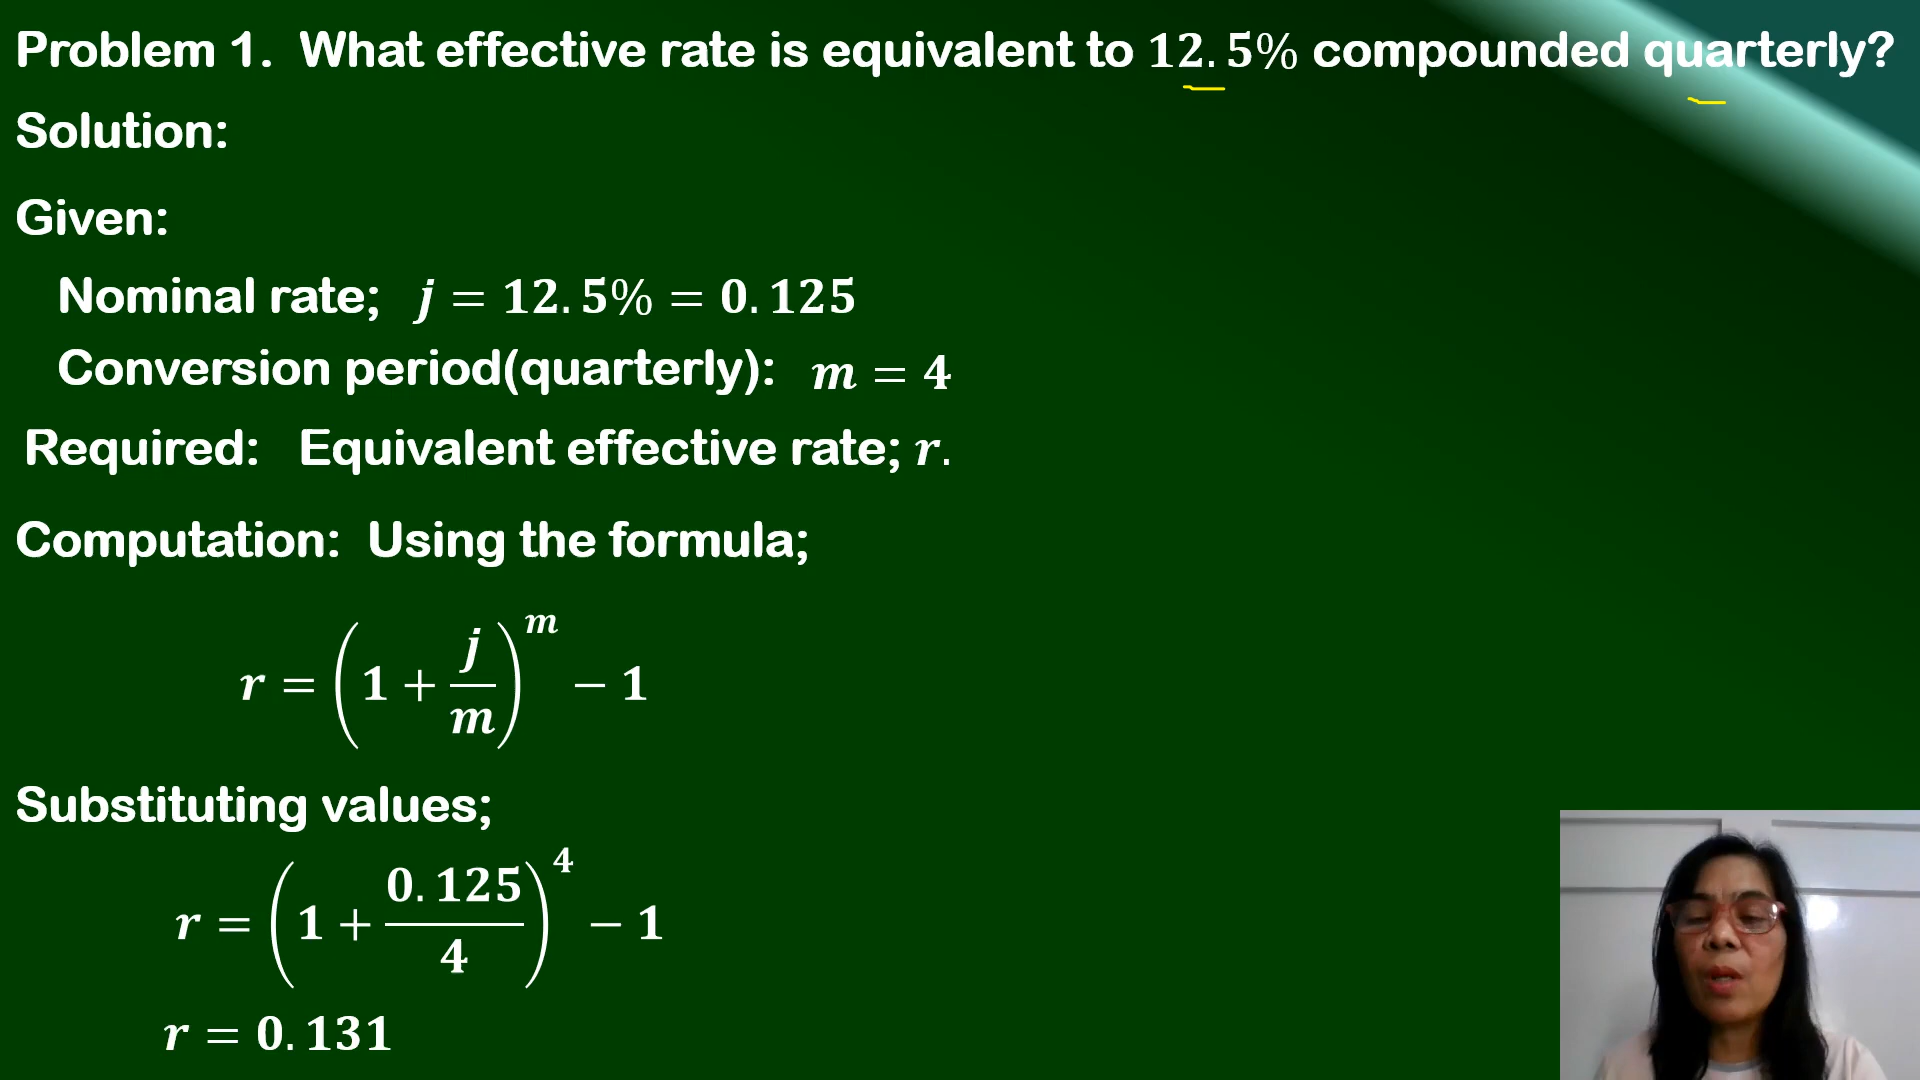 Problem 1. What effective rate is equivalent to 12.5% compounded quarterly?
Solution:
Given:
Nominal rate; j = 12.5% = 0.125
Conversion period(quarterly): m = 4
Required: Equivalent effective rate; r.
Computation: Using the formula;
r = (1 + j/m)^m − 1
Substituting values;
r = (1 + 0.125/4)^4 − 1
r = 0.131